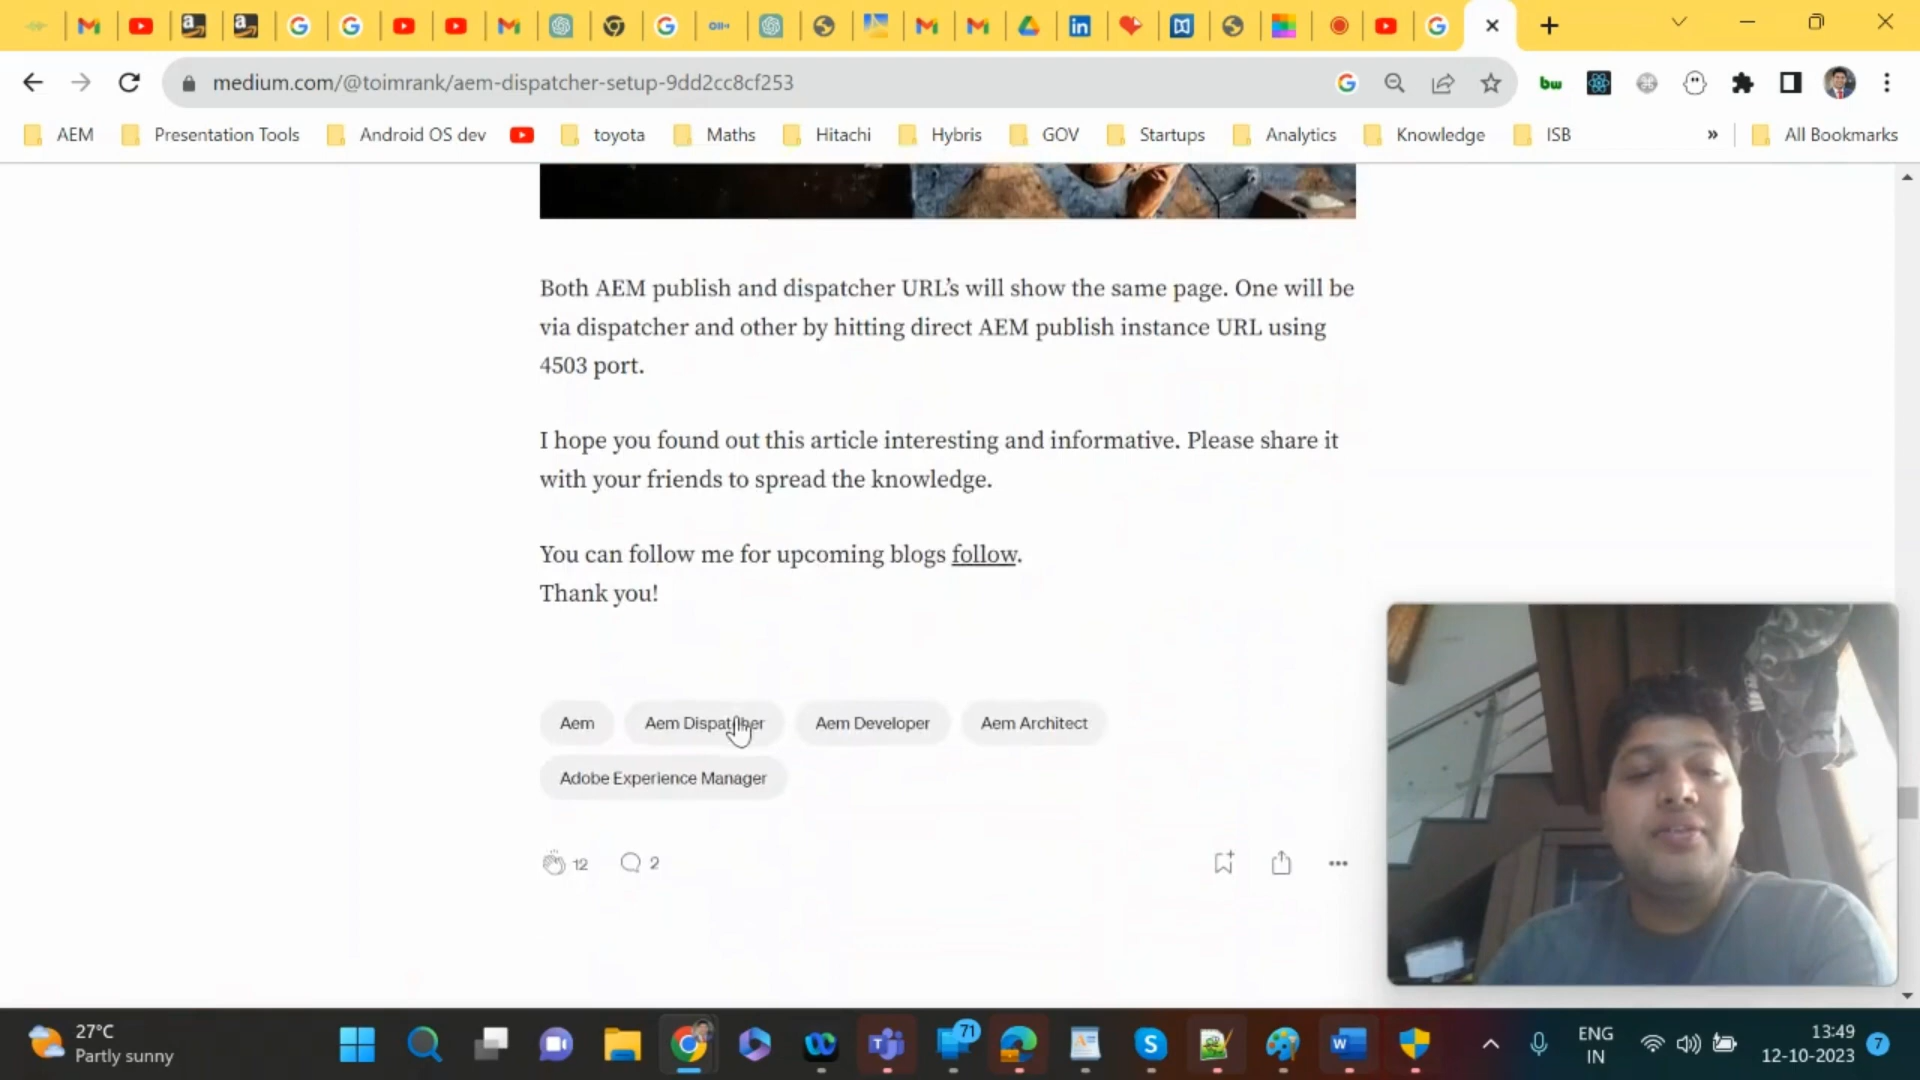 medium.com/@toimrank/aem-dispatcher-setup-9dd2cc8cf253
AEM
Presentation Tools
Android OS dev
toyota
Maths
Hitachi
Hybris
GOV
Startups
Analytics
Knowledge
ISB
»
All Bookmarks
Both AEM publish and dispatcher URL's will show the same page. One will be
via dispatcher and other by hitting direct AEM publish instance URL using
4503 port.
I hope you found out this article interesting and informative. Please share it
with your friends to spread the knowledge.
You can follow me for upcoming blogs follow.
Thank you!
Aem
Aem Dispatcher
Aem Developer
Aem Architect
Adobe Experience Manager
12
2
27°C
Partly sunny
71
ENG
IN
13:49
12-10-2023
7